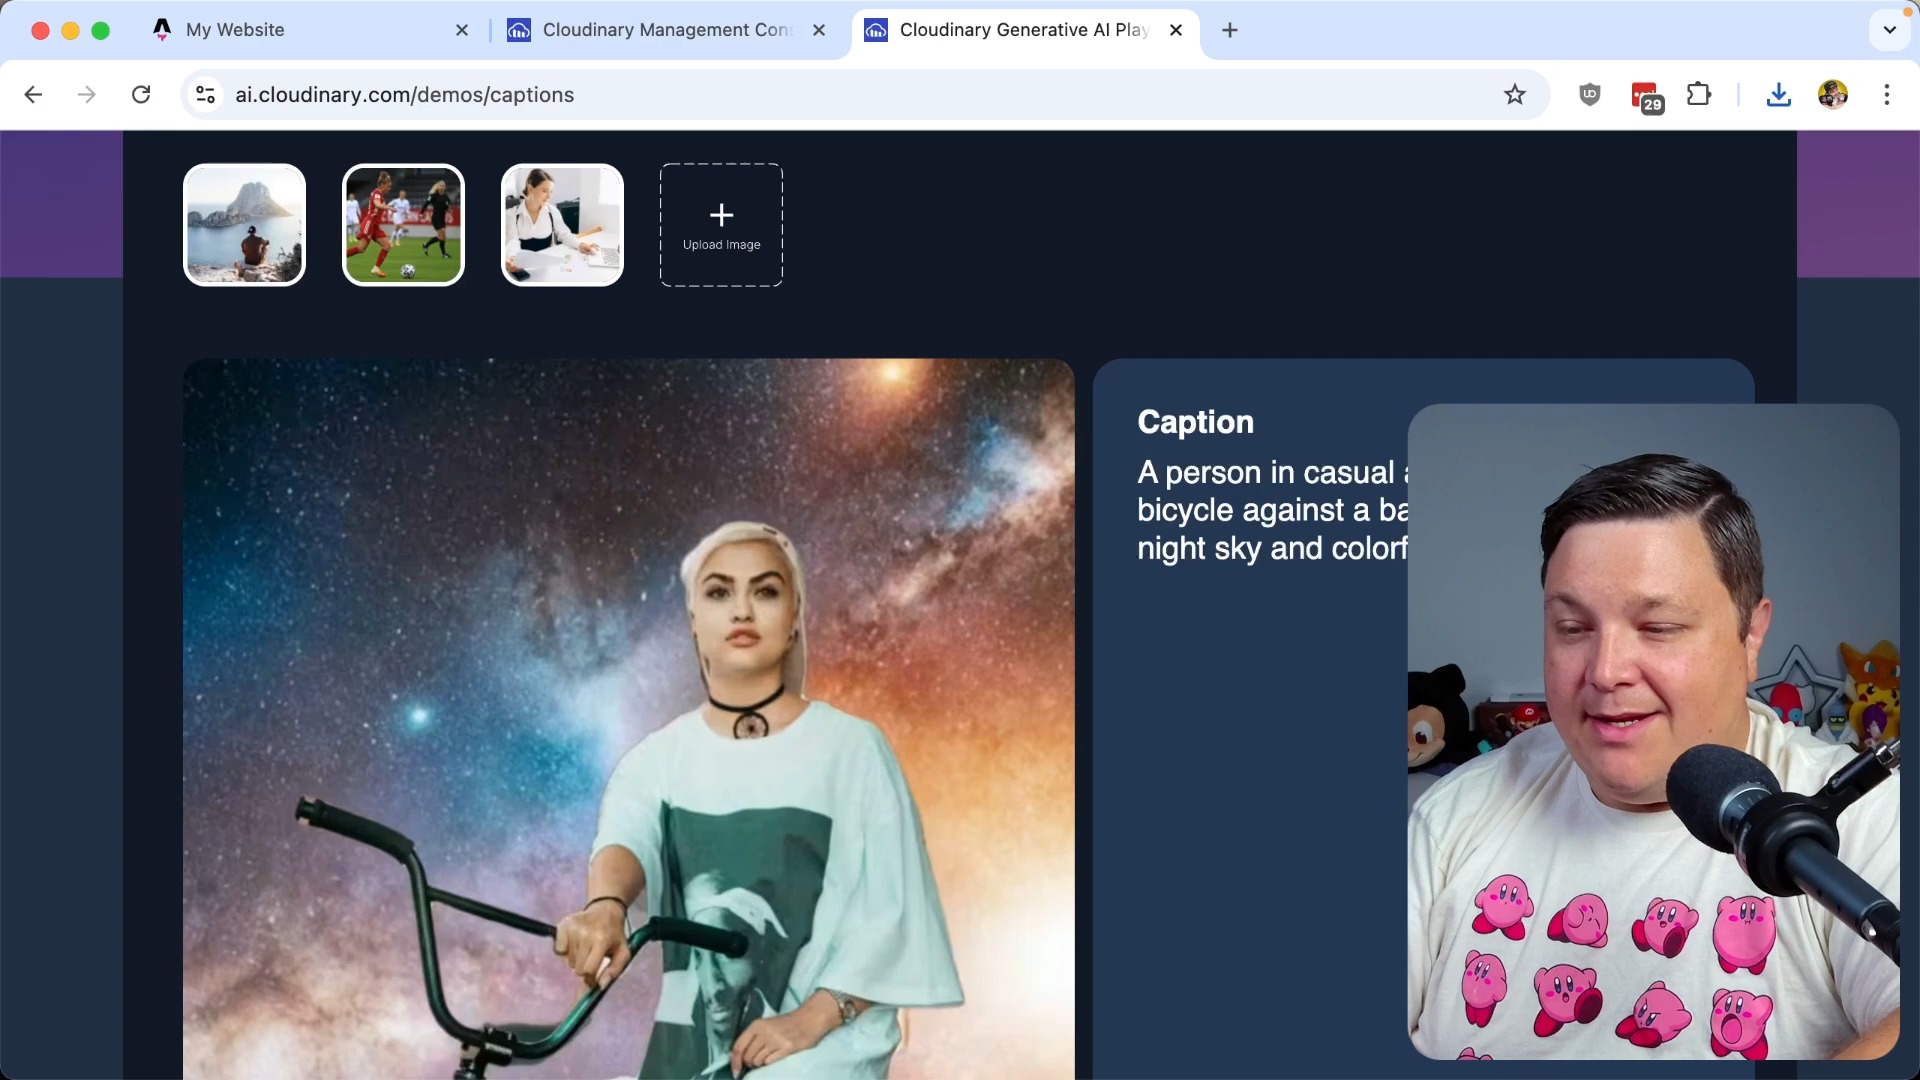 My Website
Cloudinary Management Cons
Cloudinary Generative AI Play
ai.cloudinary.com/demos/captions
29
Upload Image
Caption
A person in casual
bicycle against a ba
night sky and colorf